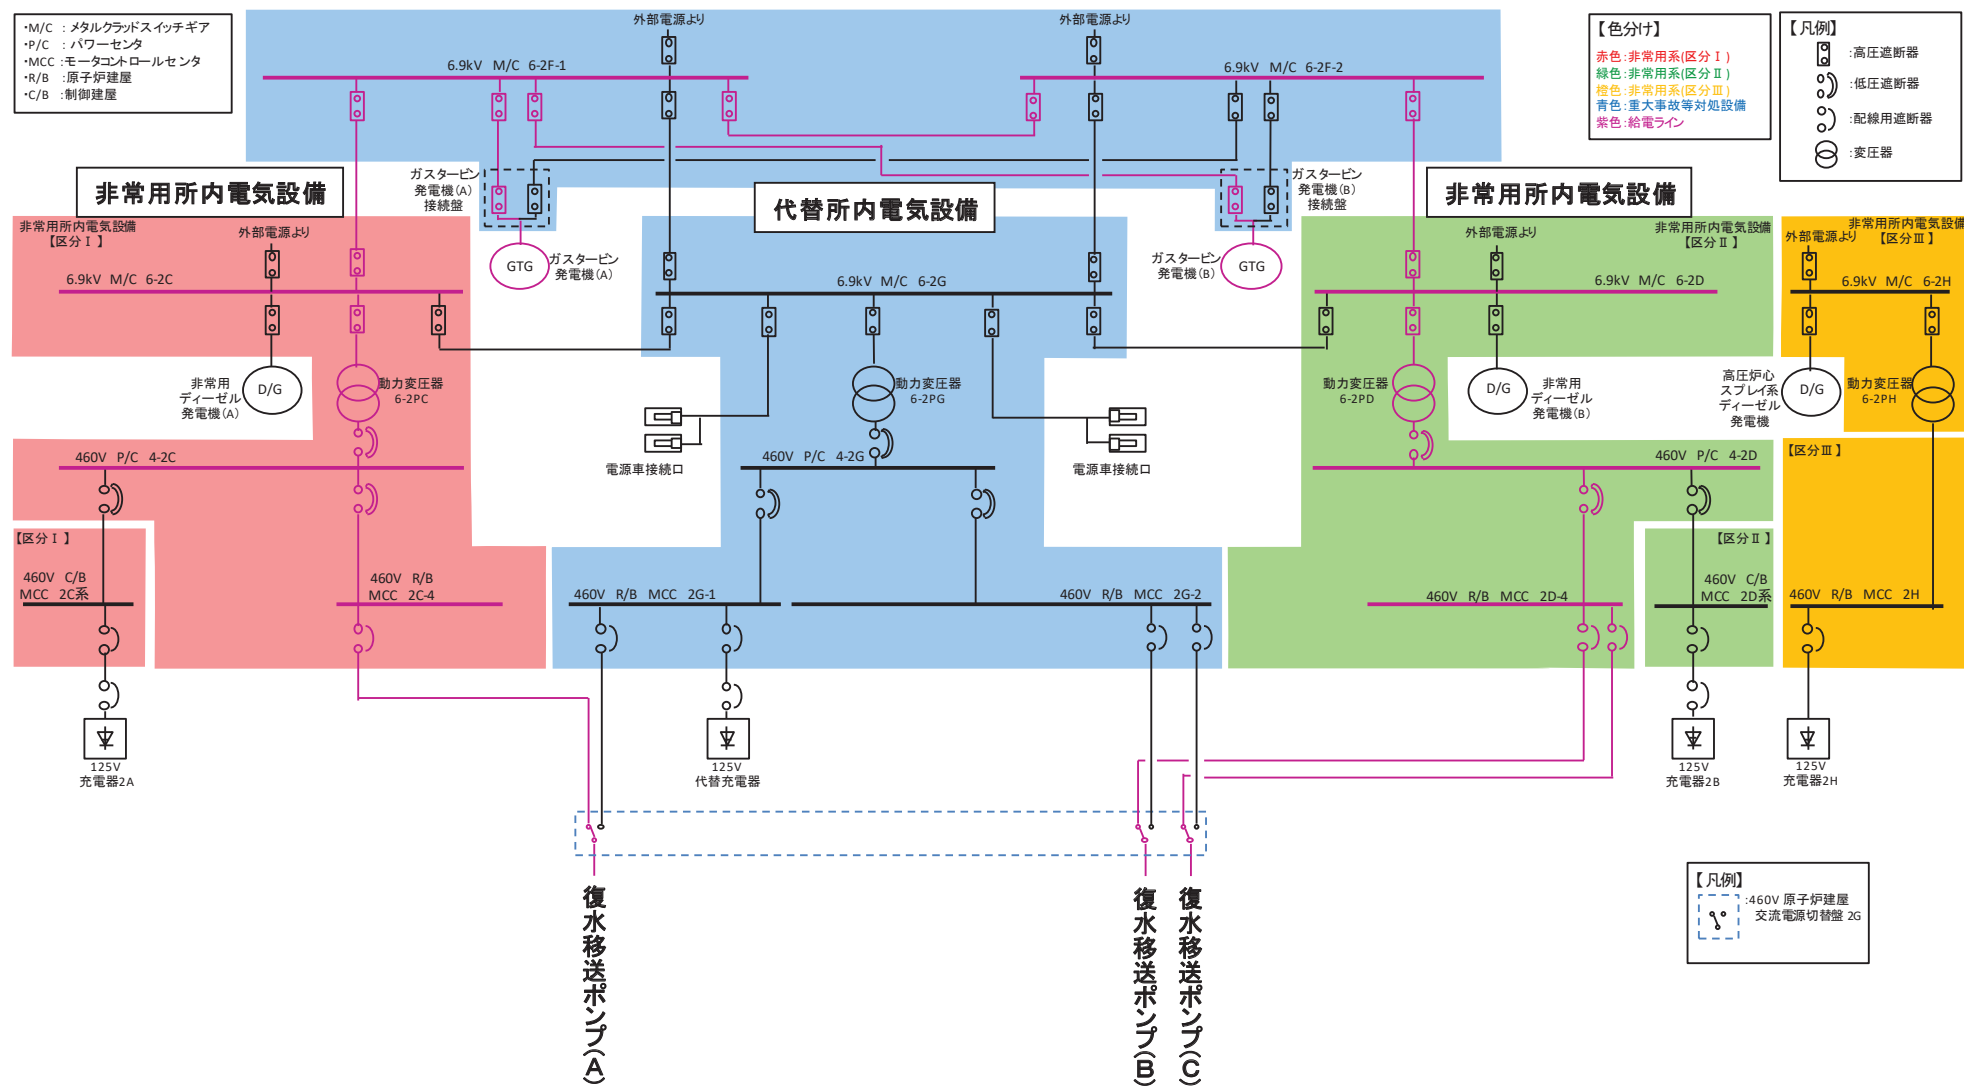 ・M/C ：メタルクラッドスイッチギア
・P/C ：パワーセンタ
・MCC：モータコントロールセンタ
・R/B ：原子炉建屋
・C/B ：制御建屋
外部電源より
外部電源より
6.9kV M/C 6-2F-1
6.9kV M/C 6-2F-2
【色分け】
赤色：非常用系(区分Ⅰ)
緑色：非常用系(区分Ⅱ)
橙色：非常用系(区分Ⅲ)
青色：重大事故等対処設備
紫色：給電ライン
【凡例】
：高圧遮断器
：低圧遮断器
：配線用遮断器
：変圧器
非常用所内電気設備
ガスタービン
発電機(A)
接続盤
代替所内電気設備
ガスタービン
発電機(B)
接続盤
非常用所内電気設備
非常用所内電気設備
【区分Ⅰ】
外部電源より
GTG
ガスタービン
発電機(A)
ガスタービン
発電機(B)
GTG
外部電源より
非常用所内電気設備
【区分Ⅱ】
非常用所内電気設備
【区分Ⅲ】
外部電源より
6.9kV M/C 6-2C
6.9kV M/C 6-2G
6.9kV M/C 6-2D
6.9kV M/C 6-2H
非常用
ディーゼル
発電機(A)
D/G
動力変圧器
6-2PC
動力変圧器
6-2PG
動力変圧器
6-2PD
D/G
非常用
ディーゼル
発電機(B)
高圧炉心
スプレイ系
ディーゼル
発電機
D/G
動力変圧器
6-2PH
460V P/C 4-2C
電源車接続口
460V P/C 4-2G
電源車接続口
460V P/C 4-2D
【区分Ⅲ】
【区分Ⅰ】
460V C/B
MCC 2C系
460V R/B
MCC 2C-4
460V R/B MCC 2G-1
460V R/B MCC 2G-2
460V R/B MCC 2D-4
【区分Ⅱ】
460V C/B
MCC 2D系
460V R/B MCC 2H
125V
充電器2A
125V
代替充電器
125V
充電器2B
125V
充電器2H
復水移送ポンプ(A)
復水移送ポンプ(B)
復水移送ポンプ(C)
【凡例】
：460V 原子炉建屋
交流電源切替盤 2G